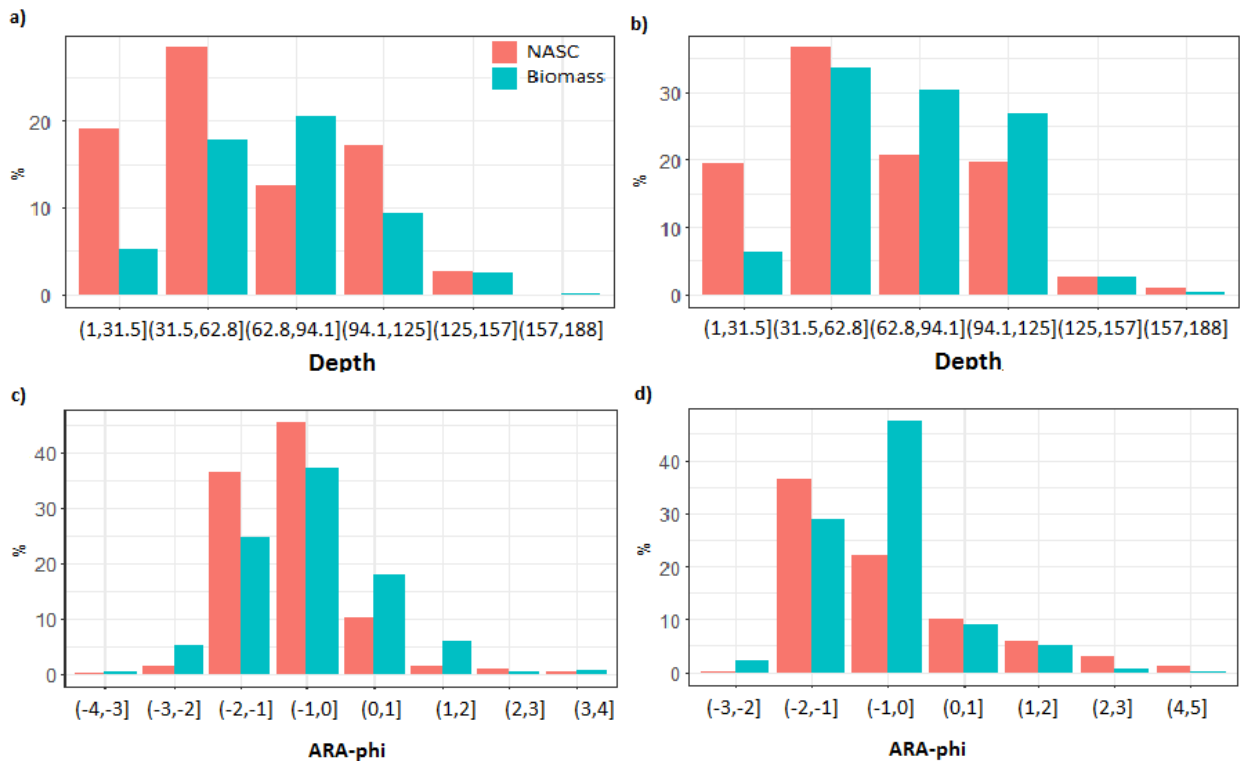 a)
NASC
Biomass
20
10
0
%
(1,31.5] (31.5,62.8] (62.8,94.1] (94.1,125] (125,157] (157,188]
Depth
b)
30
20
10
0
%
(1,31.5] (31.5,62.8] (62.8,94.1] (94.1,125] (125,157] (157,188]
Depth
c)
40
30
20
10
0
%
(-4,-3] (-3,-2] (-2,-1] (-1,0] (0,1] (1,2] (2,3] (3,4]
ARA-phi
d)
40
30
20
10
0
%
(-3,-2] (-2,-1] (-1,0] (0,1] (1,2] (2,3] (4,5]
ARA-phi